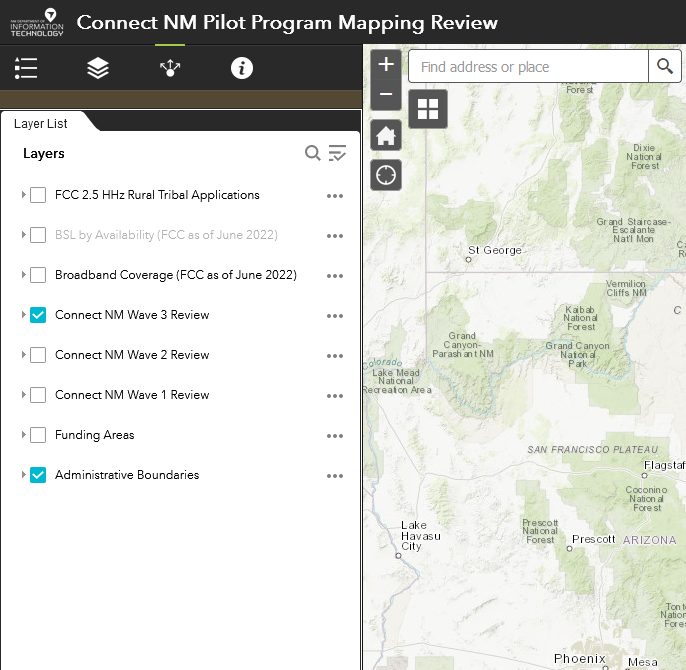 NM DEPARTMENT OF
INFORMATION
TECHNOLOGY
Connect NM Pilot Program Mapping Review
Find address or place
Layer List
Layers
FCC 2.5 HHz Rural Tribal Applications
BSL by Availability (FCC as of June 2022)
Broadband Coverage (FCC as of June 2022)
Connect NM Wave 3 Review
Connect NM Wave 2 Review
Connect NM Wave 1 Review
Funding Areas
Administrative Boundaries
Forest
Dixie
National
Forest
Grand Staircase-
Escalante
Nat'l Mon
St George
Vermilion
Cliffs NM
Kaibab
National
Forest
Grand
Canyon-
Parashant NM
Grand Canyon
National
Park
Colorado
Lake Mead
National
Recreation Area
SAN FRANCISCO PLATEAU
Flagstaf
Coconino
National
Forest
Lake
Havasu
City
Prescott
National
Forest
Prescott
ARIZONA
Tont
Nation
Fores
Phoenix
Mesa